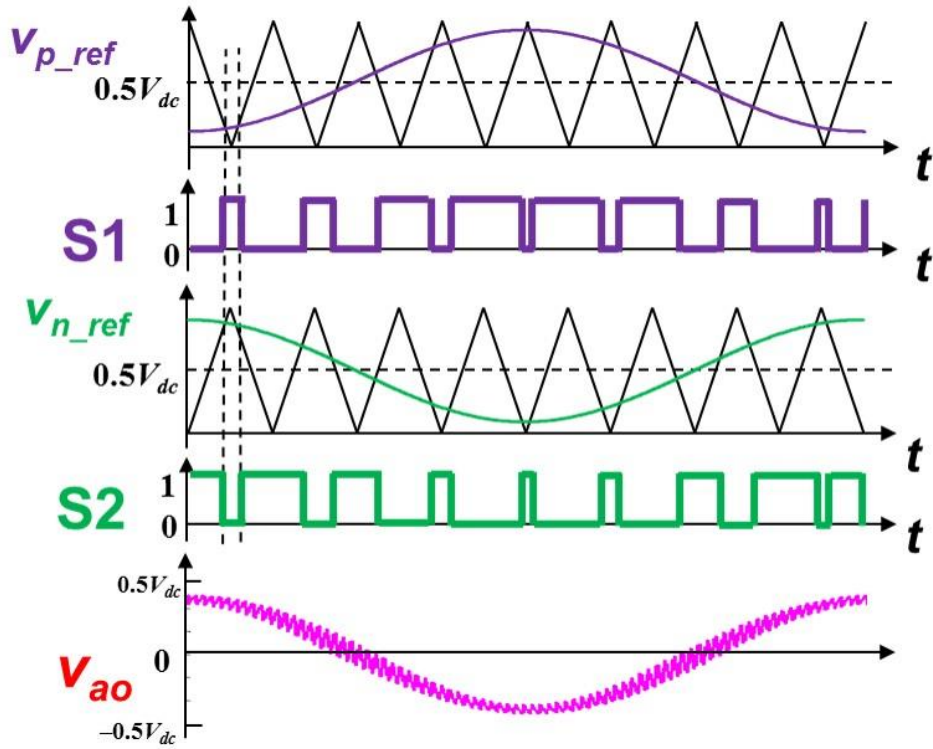 v_p_ref
0.5V_dc
t
1
S1
0
t
v_n_ref
0.5V_dc
t
1
S2
0
t
0.5V_dc
0
v_ao
–0.5V_dc